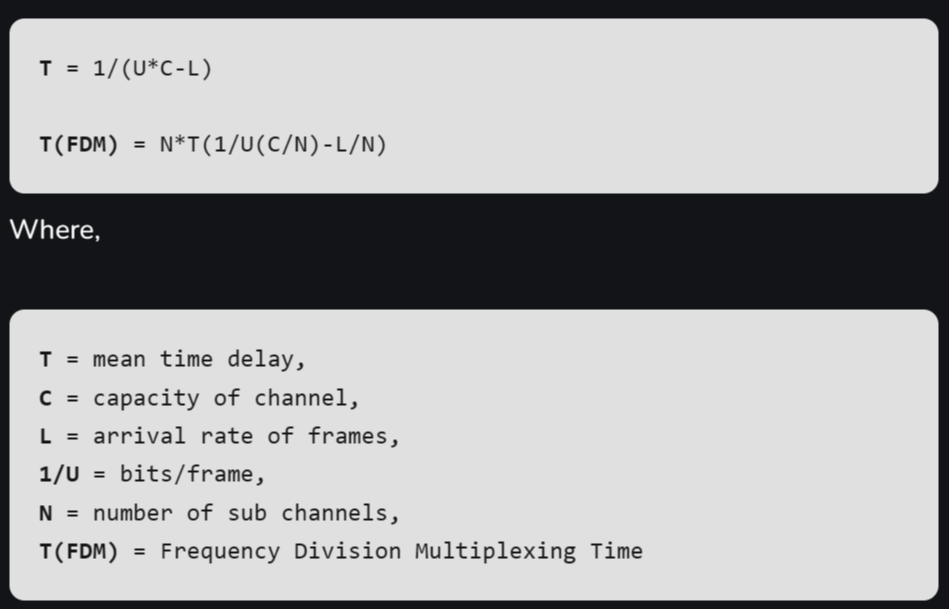 T = 1/(U*C-L)
T(FDM) = N*T(1/U(C/N)-L/N)
Where,
T = mean time delay,
C = capacity of channel,
L = arrival rate of frames,
1/U = bits/frame,
N = number of sub channels,
T(FDM) = Frequency Division Multiplexing Time